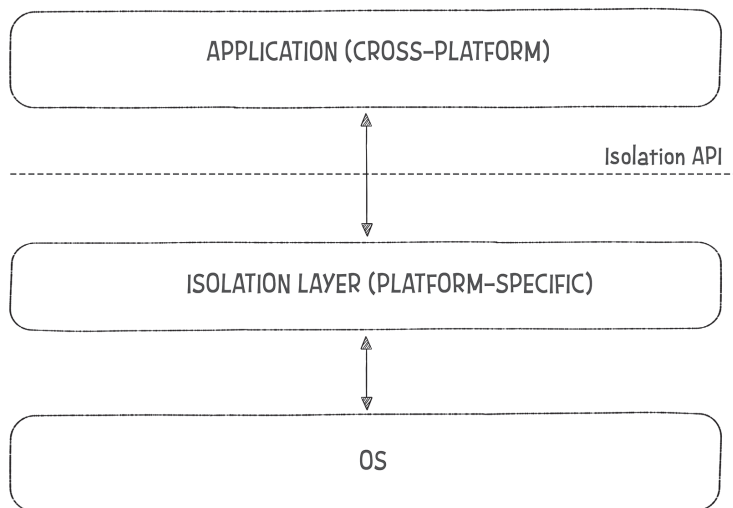 APPLICATION (CROSS-PLATFORM)
Isolation API
ISOLATION LAYER (PLATFORM-SPECIFIC)
OS